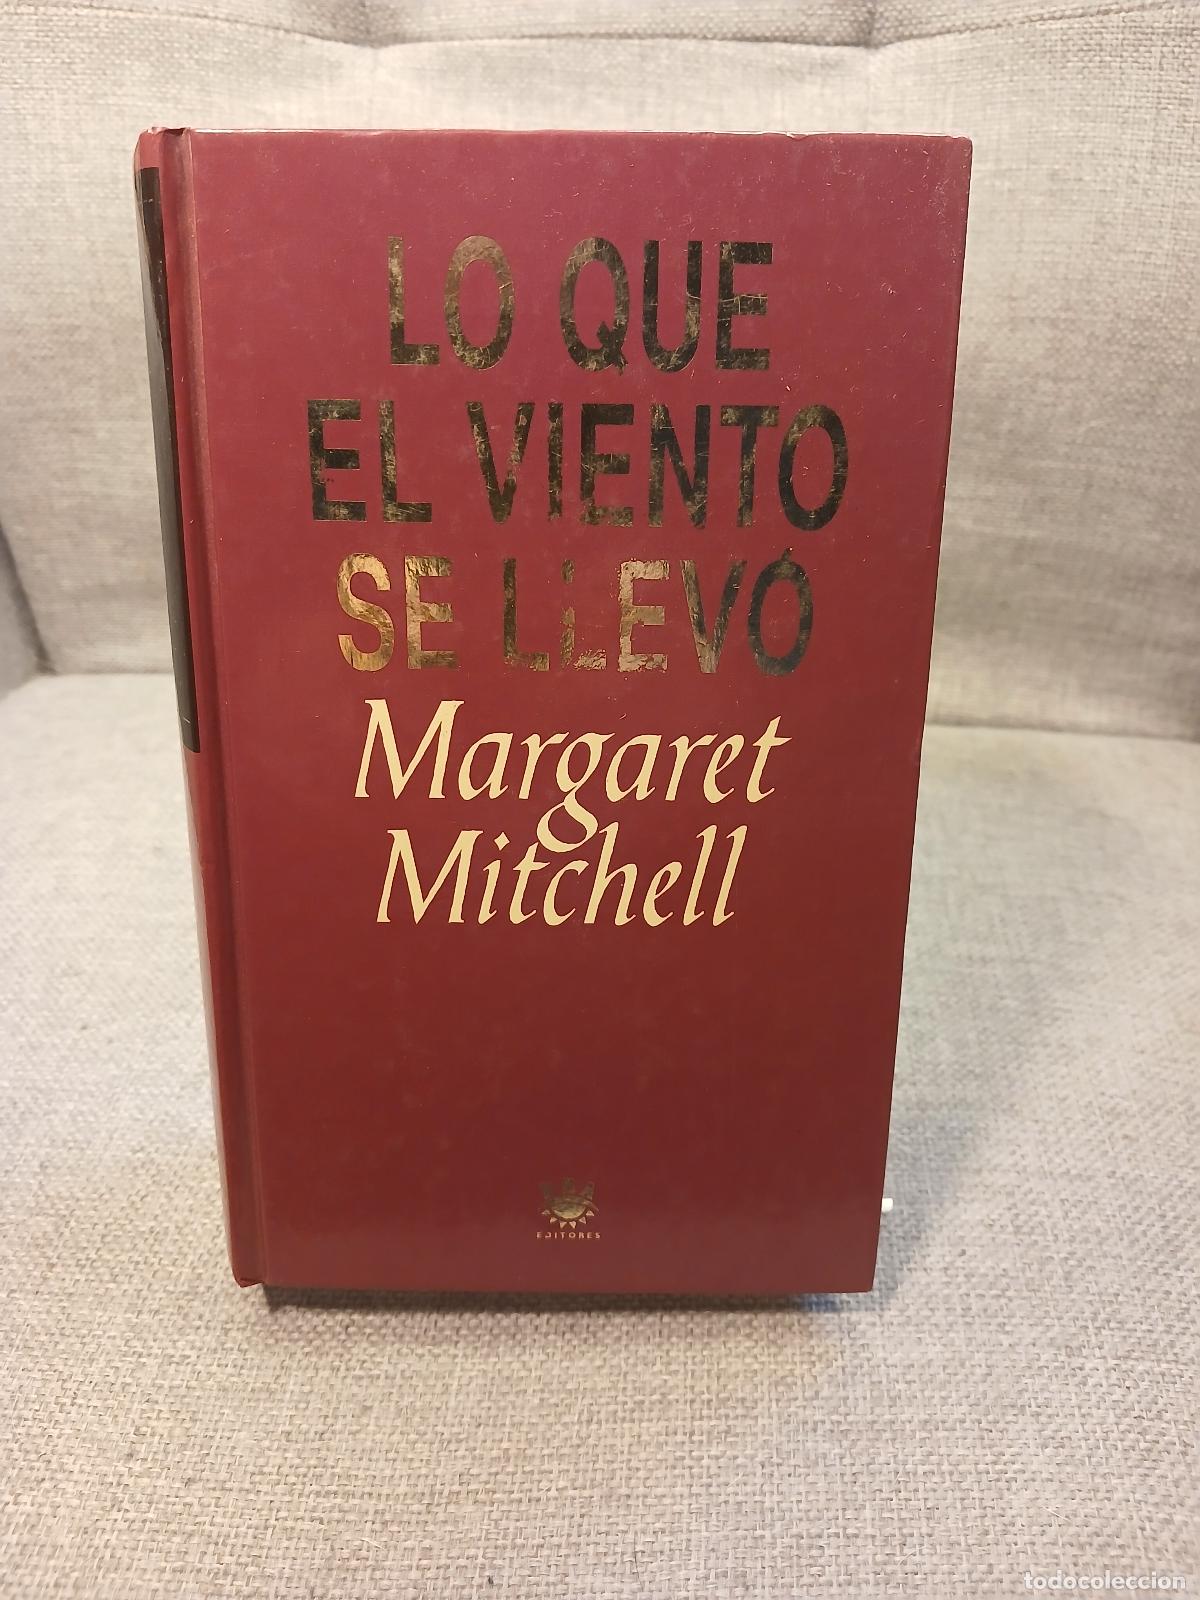 LO QUE
EL VIENTO
SE LLEVÓ
Margaret
Mitchell
EDITORES
todocoleccion